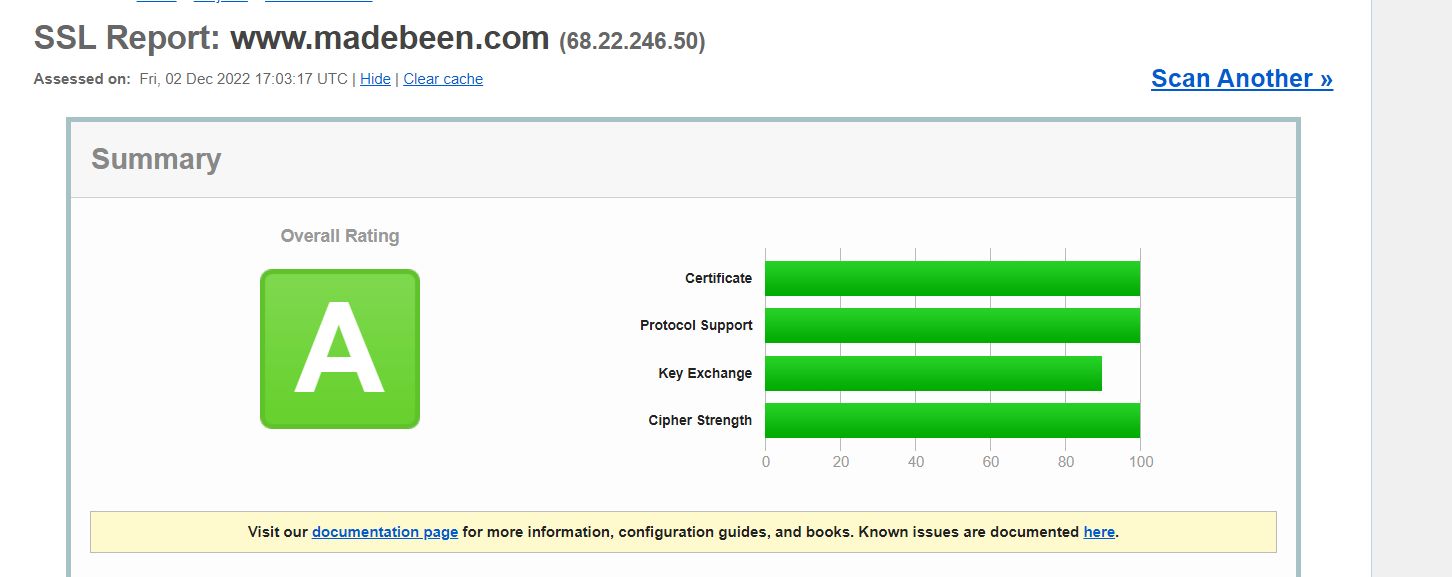 SSL Report: www.madebeen.com (68.22.246.50)
Assessed on: Fri, 02 Dec 2022 17:03:17 UTC | Hide | Clear cache
Scan Another »
Summary
Overall Rating
A
Certificate
Protocol Support
Key Exchange
Cipher Strength
0 20 40 60 80 100
Visit our documentation page for more information, configuration guides, and books. Known issues are documented here.